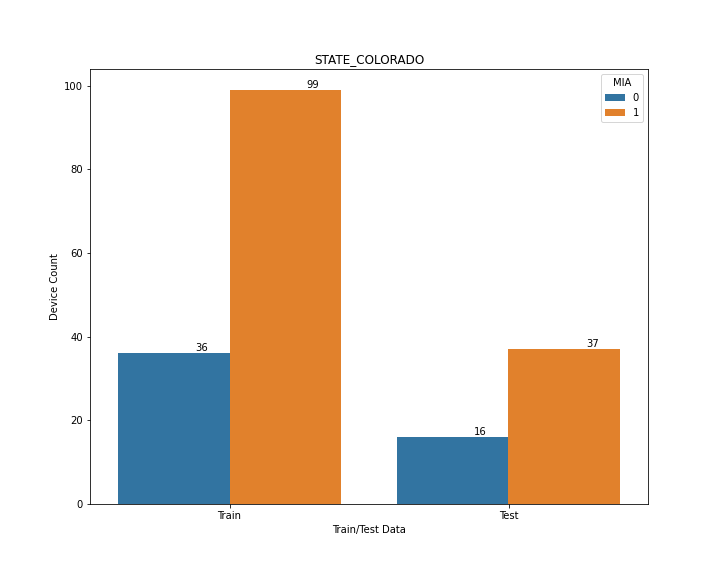 STATE_COLORADO
MIA
0
1
99
36
37
16
100
80
60
40
20
0
Device Count
Train
Test
Train/Test Data